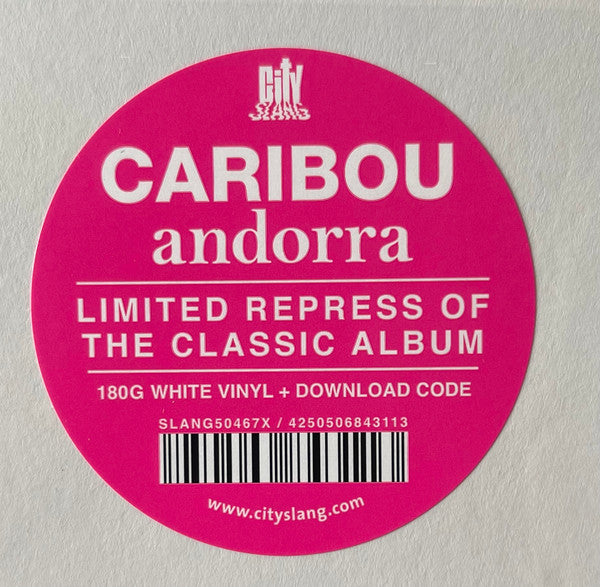 CITY
SLANG
CARIBOU
andorra
LIMITED REPRESS OF
THE CLASSIC ALBUM
180G WHITE VINYL + DOWNLOAD CODE
SLANG50467X / 4250506843113
www.cityslang.com